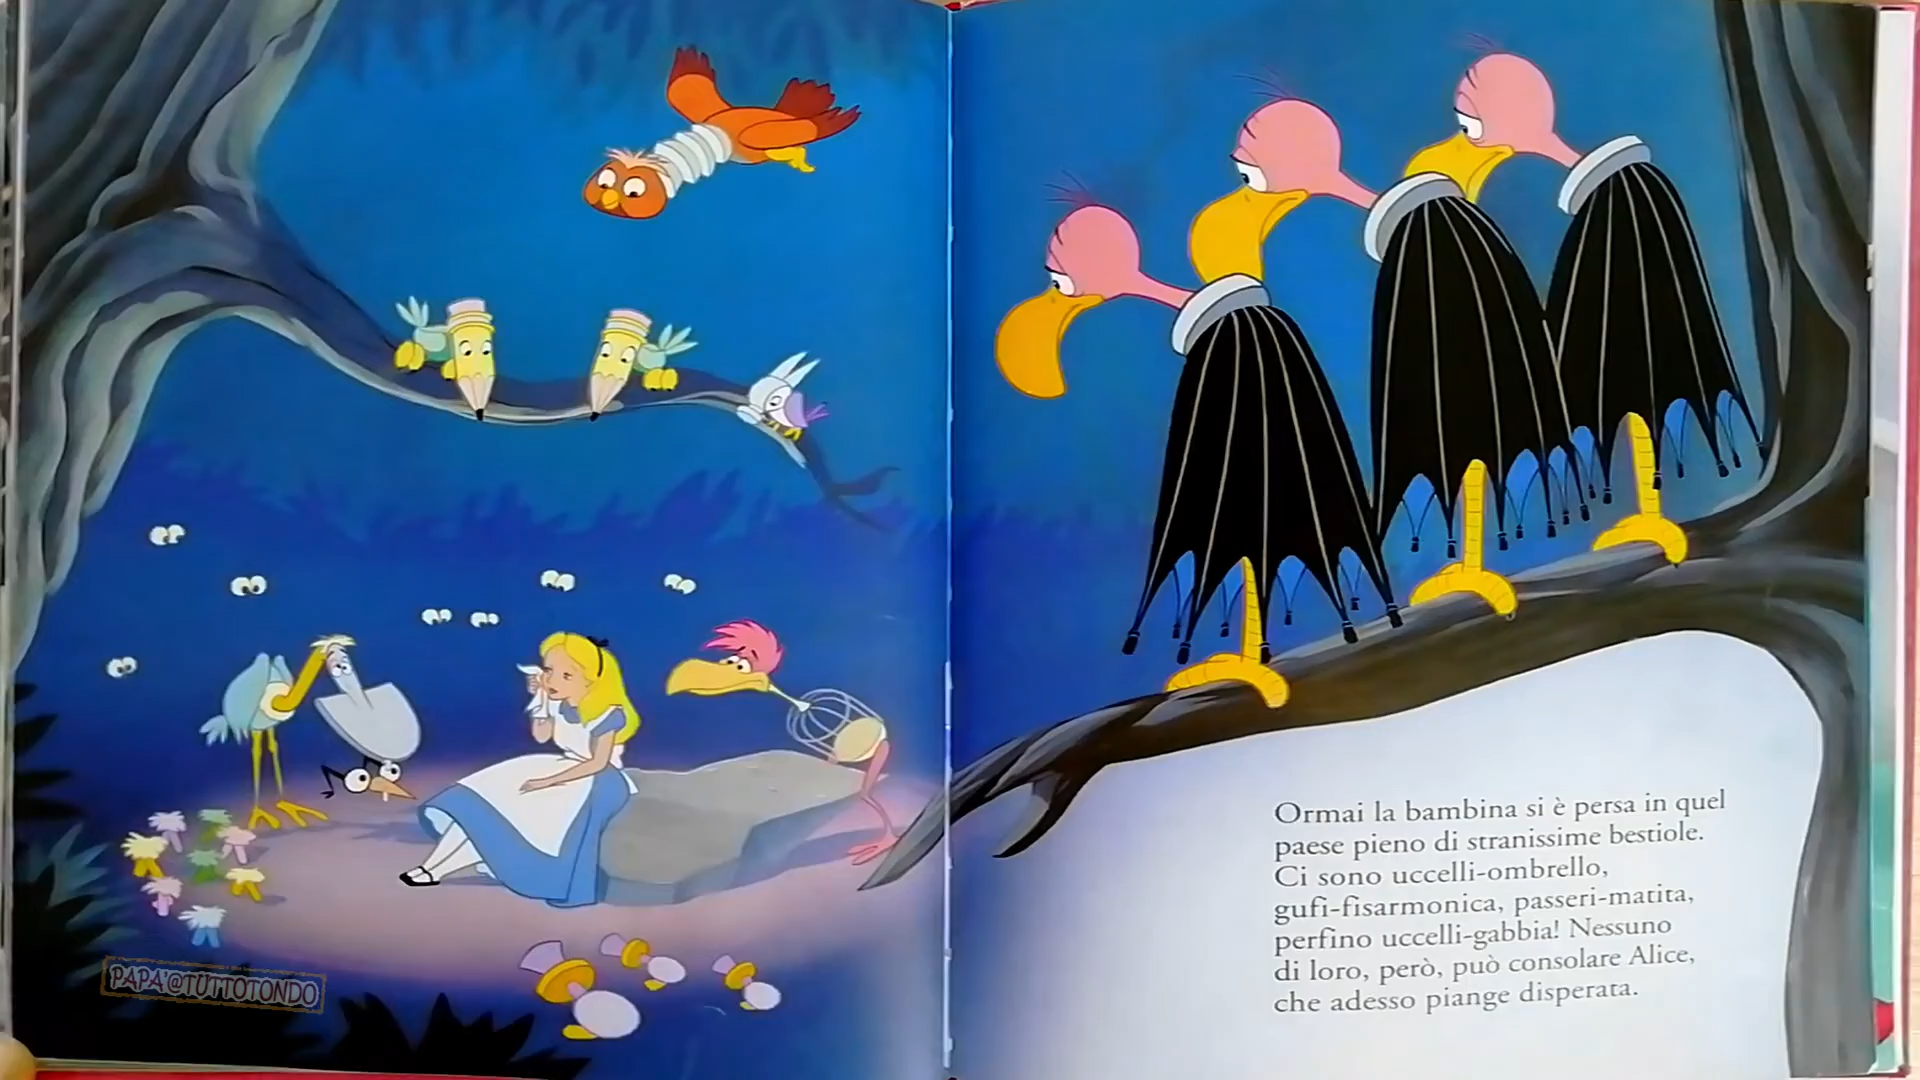 PAPA'@TUTTOTONDO
Ormai la bambina si è persa in quel
paese pieno di stranissime bestiole.
Ci sono uccelli-ombrello,
gufi-fisarmonica, passeri-matita,
perfino uccelli-gabbia! Nessuno
di loro, però, può consolare Alice,
che adesso piange disperata.